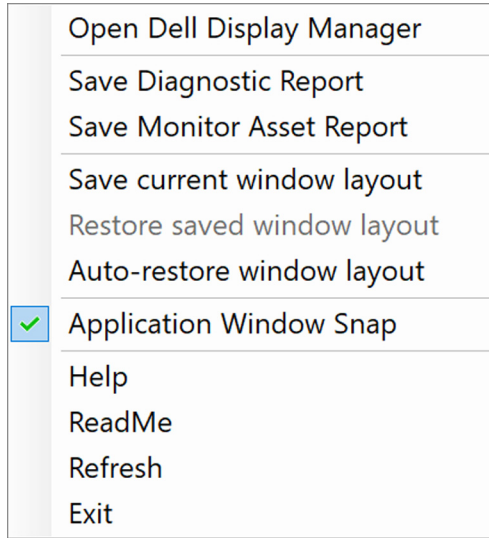 Open Dell Display Manager
Save Diagnostic Report
Save Monitor Asset Report
Save current window layout
Restore saved window layout
Auto-restore window layout
Application Window Snap
Help
ReadMe
Refresh
Exit